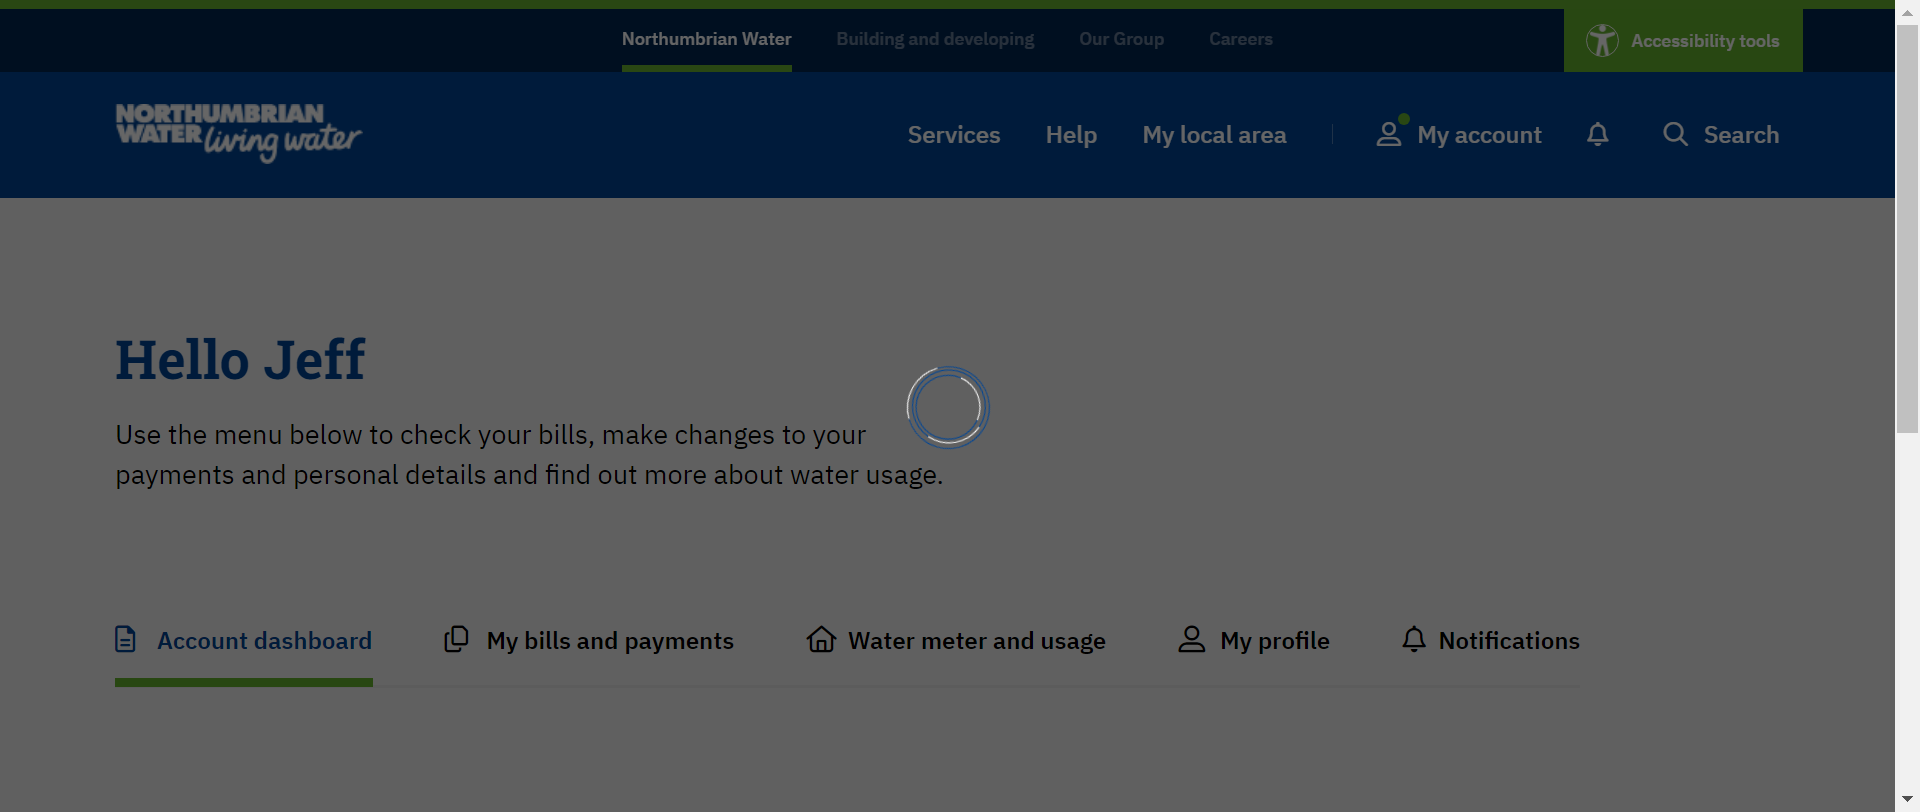 Northumbrian Water
Building and developing
Our Group
Careers
Accessibility tools
NORTHUMBRIAN
WATER living water
Services
Help
My local area
My account
Search
Hello Jeff
Use the menu below to check your bills, make changes to your
payments and personal details and find out more about water usage.
Account dashboard
My bills and payments
Water meter and usage
My profile
Notifications